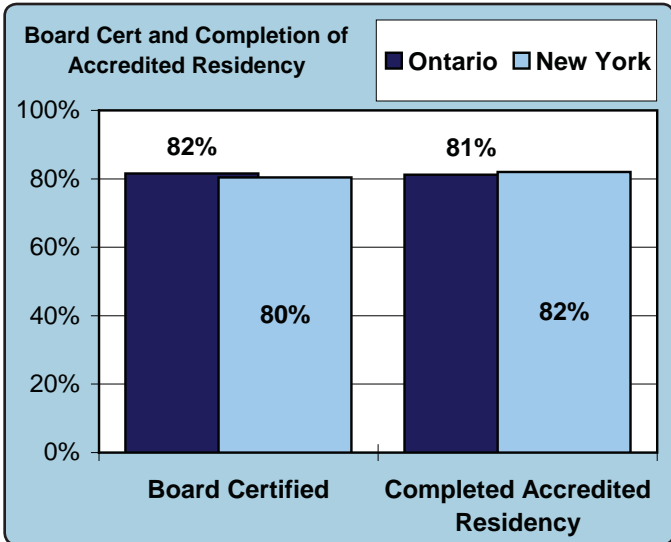 Board Cert and Completion of
Accredited Residency
Ontario New York
100%
80%
60%
40%
20%
0%
82%
80%
81%
82%
Board Certified
Completed Accredited
Residency